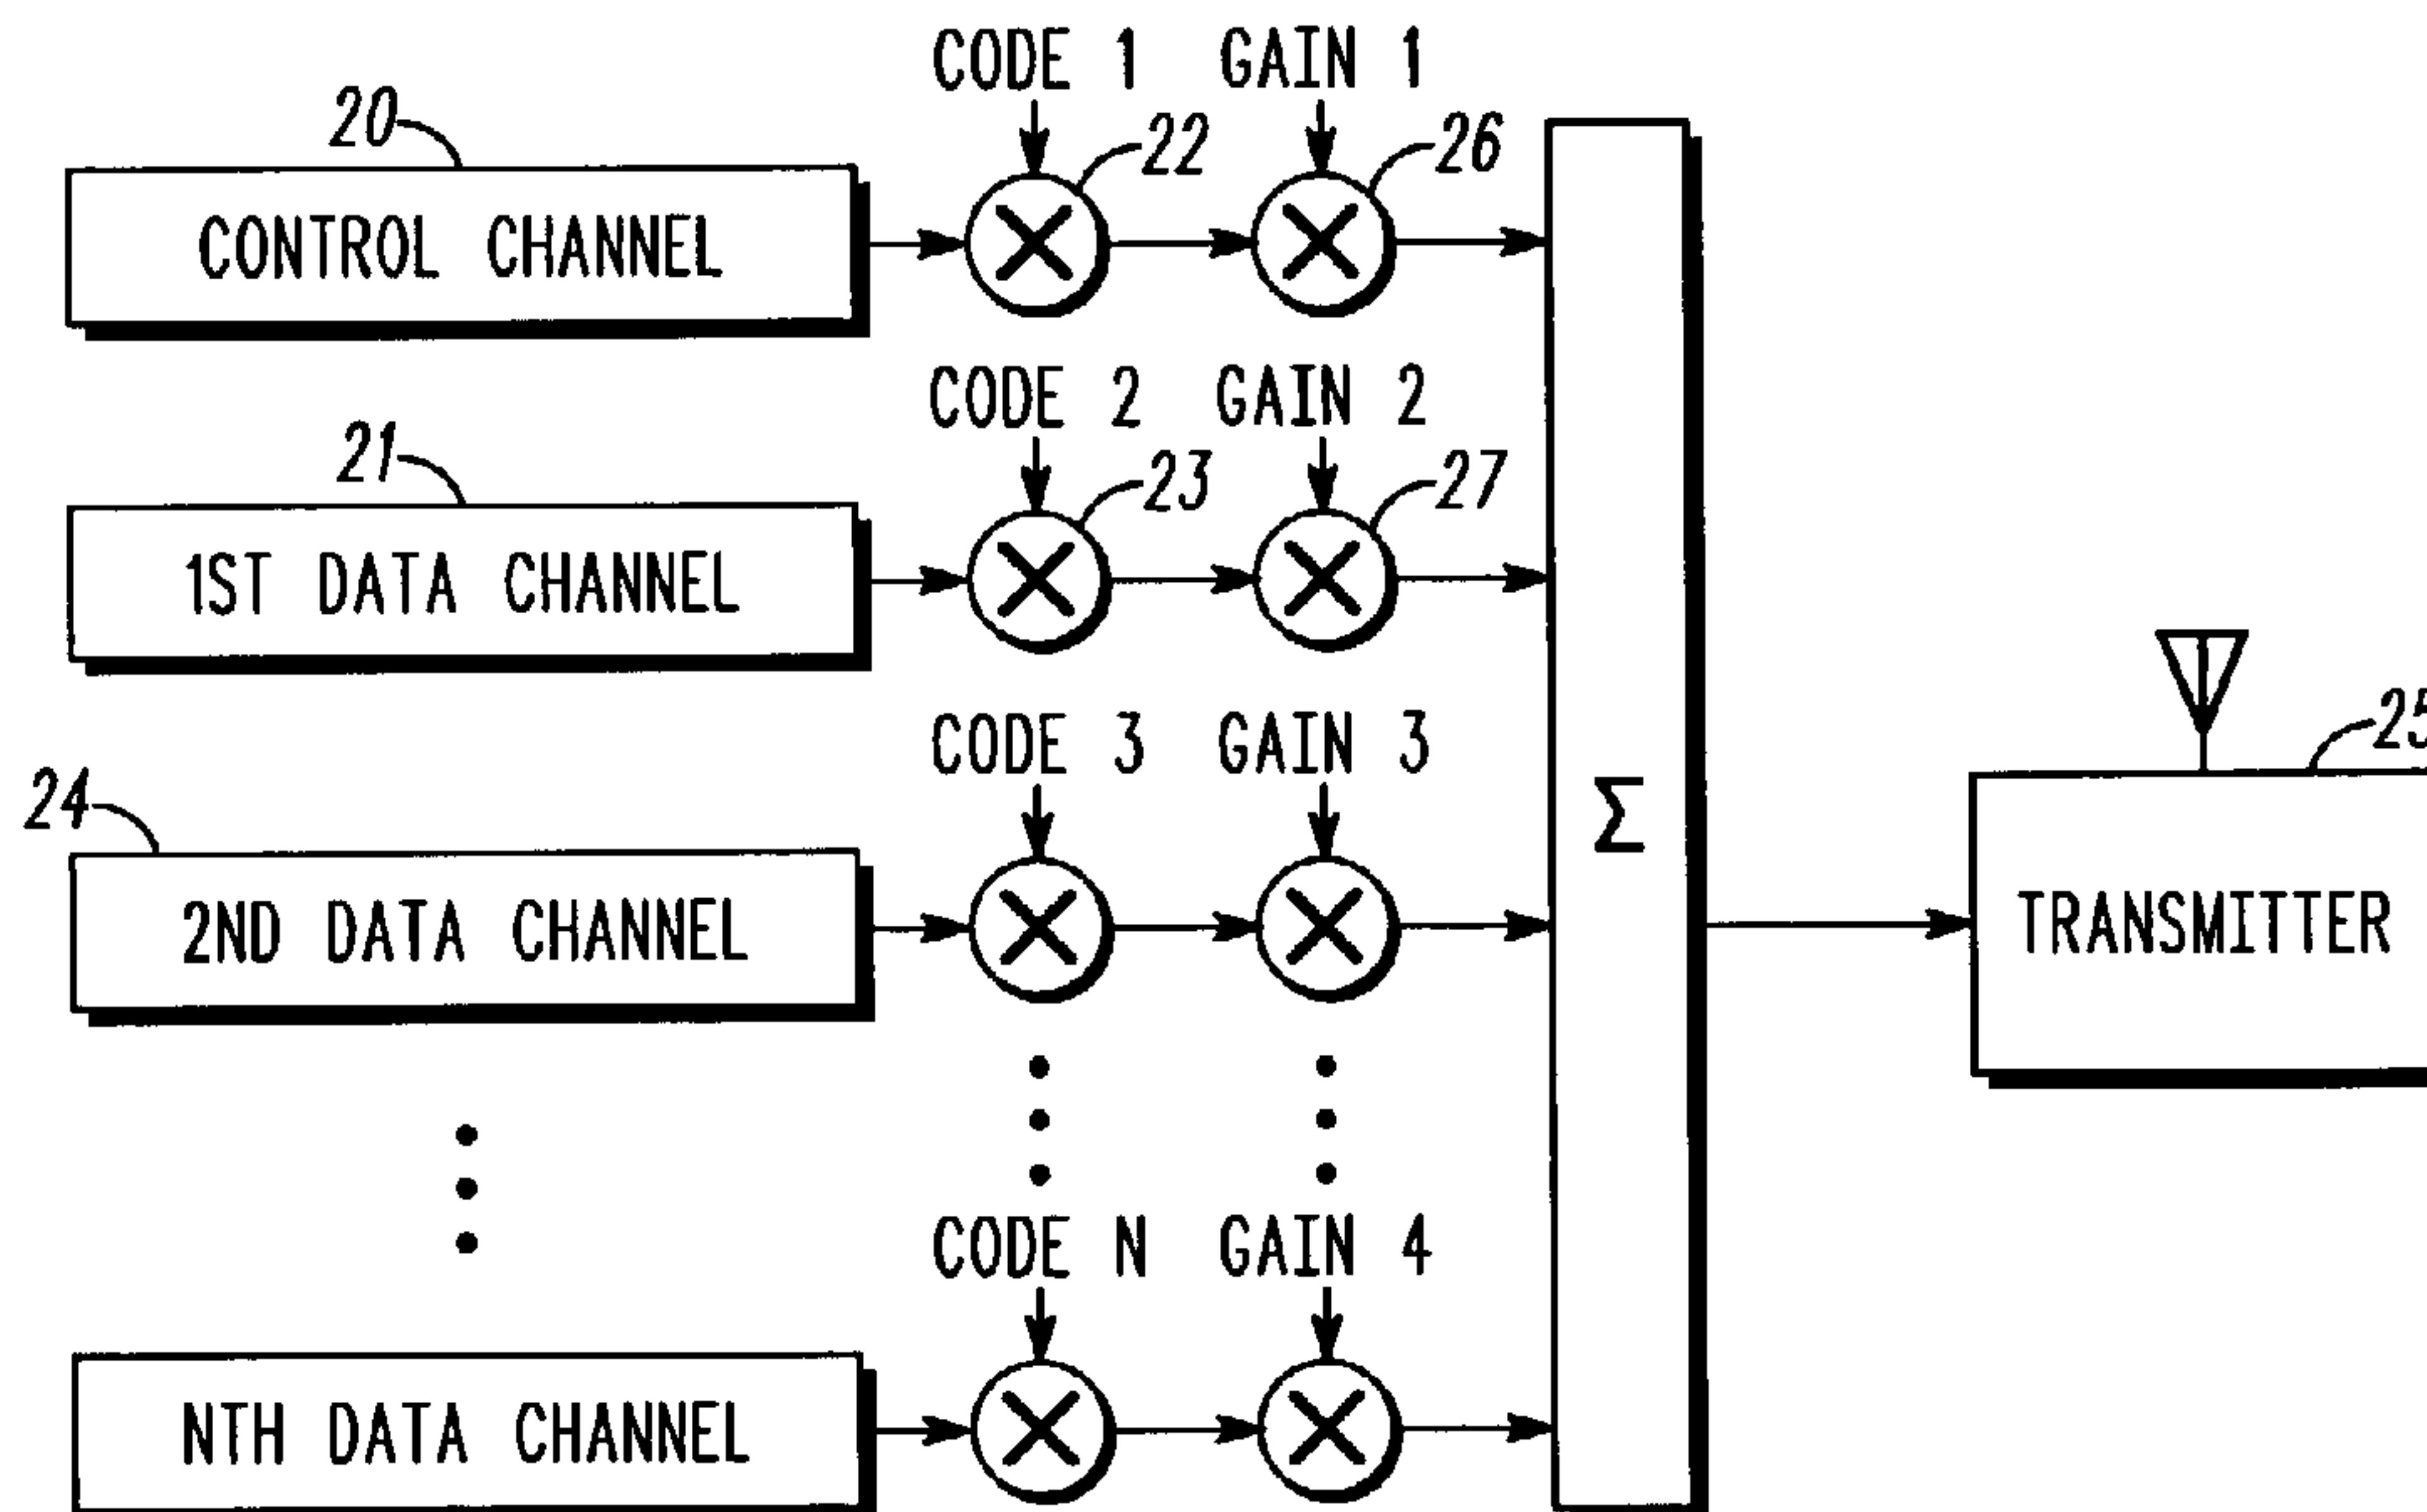 CODE 1 GAIN 1
20 22 26
CONTROL CHANNEL
CODE 2 GAIN 2
21 23 27
1ST DATA CHANNEL
CODE 3 GAIN 3
25
24
Σ
2ND DATA CHANNEL
TRANSMITTER
CODE N GAIN 4
NTH DATA CHANNEL